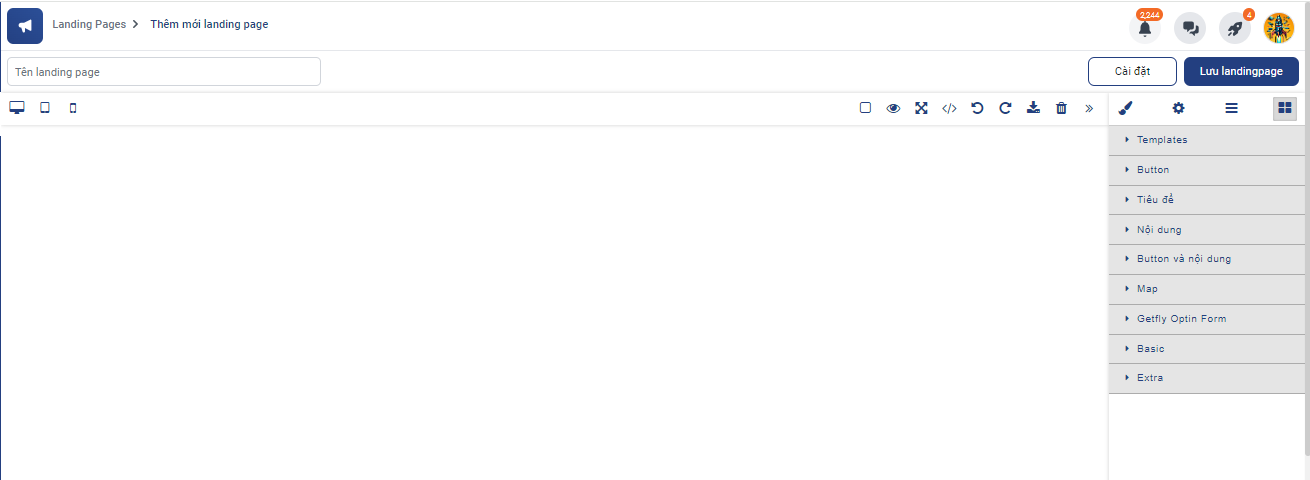 2,244
4
Landing Pages > Thêm mới landing page
Tên landing page
Cài đặt
Lưu landingpage
</>
»
Templates
Button
Tiêu đề
Nội dung
Button và nội dung
Map
Getfly Optin Form
Basic
Extra